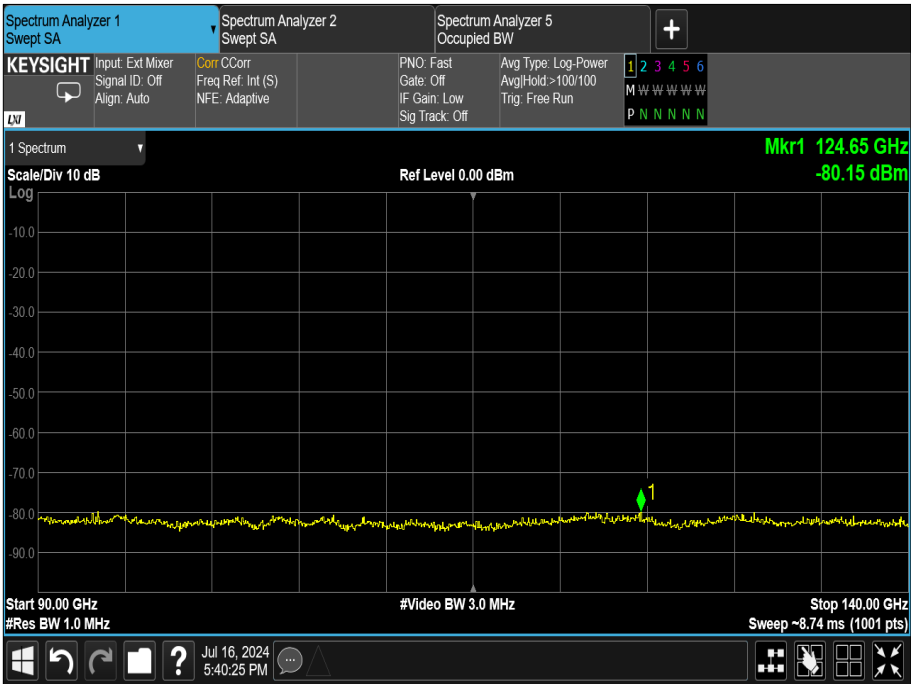 Spectrum Analyzer 1
Swept SA
Spectrum Analyzer 2
Swept SA
Spectrum Analyzer 5
Occupied BW
KEYSIGHT
LXI
Input: Ext Mixer
Signal ID: Off
Align: Auto
Corr CCorr
Freq Ref: Int (S)
NFE: Adaptive
PNO: Fast
Gate: Off
IF Gain: Low
Sig Track: Off
Avg Type: Log-Power
Avg|Hold:>100/100
Trig: Free Run
1 2 3 4 5 6
M W W W W W
P N N N N N
1 Spectrum
Scale/Div 10 dB
Ref Level 0.00 dBm
Mkr1 124.65 GHz
-80.15 dBm
Log
-10.0
-20.0
-30.0
-40.0
-50.0
-60.0
-70.0
-80.0
-90.0
1
Start 90.00 GHz
#Video BW 3.0 MHz
Stop 140.00 GHz
#Res BW 1.0 MHz
Sweep ~8.74 ms (1001 pts)
?
Jul 16, 2024
5:40:25 PM